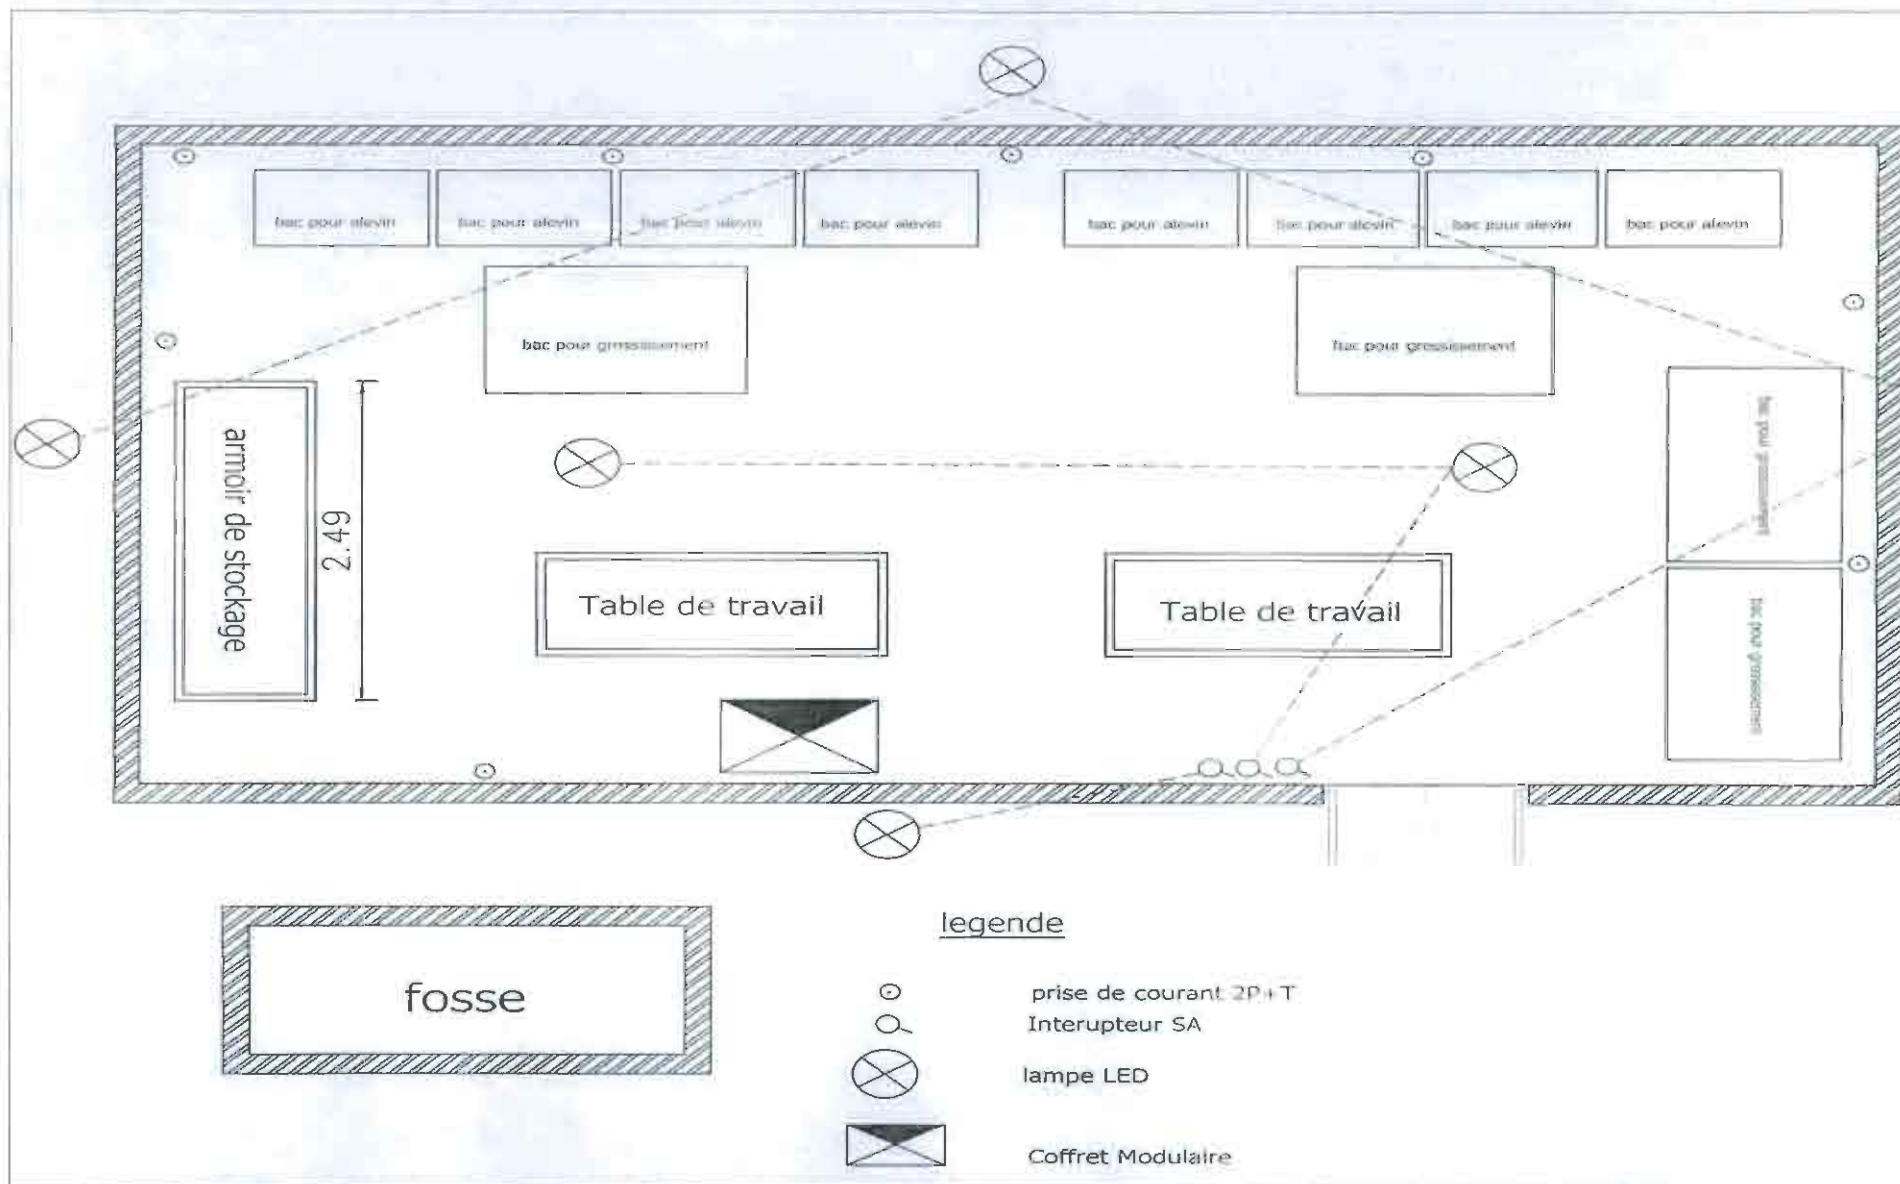 bac pour alevin
bac pour alevin
bac pour alevin
bac pour alevin
bac pour alevin
bac pour alevin
bac pour alevin
bac pour alevin
bac pour grossissement
bac pour grossissement
armoir de stockage
2.49
bac pour grossissement
Table de travail
Table de travail
bac pour grossissement
fosse
legende
prise de courant 2P+T
Interupteur SA
lampe LED
Coffret Modulaire